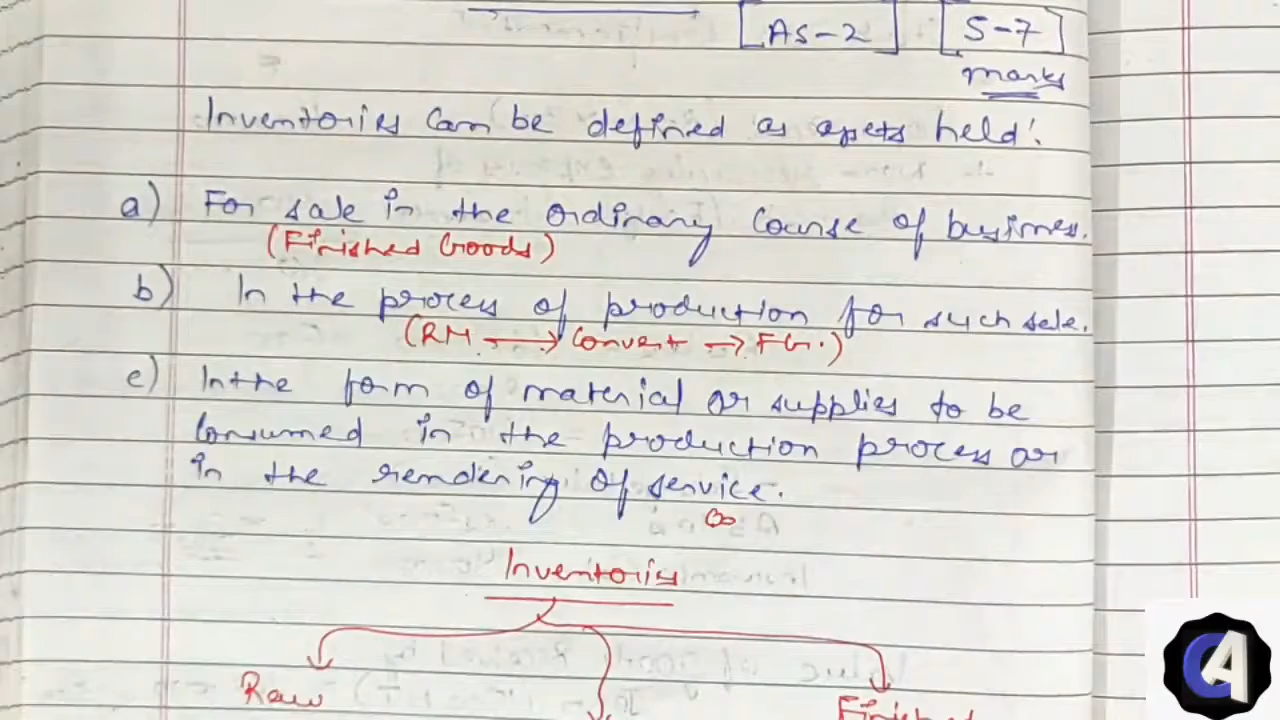 AS-2 5-7
marks
Inventories can be defined as assets held:
a) For sale in the ordinary course of business.
(Finished Goods)
b) In the process of production for such sale.
(RM → Convert → FG.)
c) In the form of material or supplies to be
consumed in the production process or
in the rendering of service.
Inventories
Raw
Finished
CA